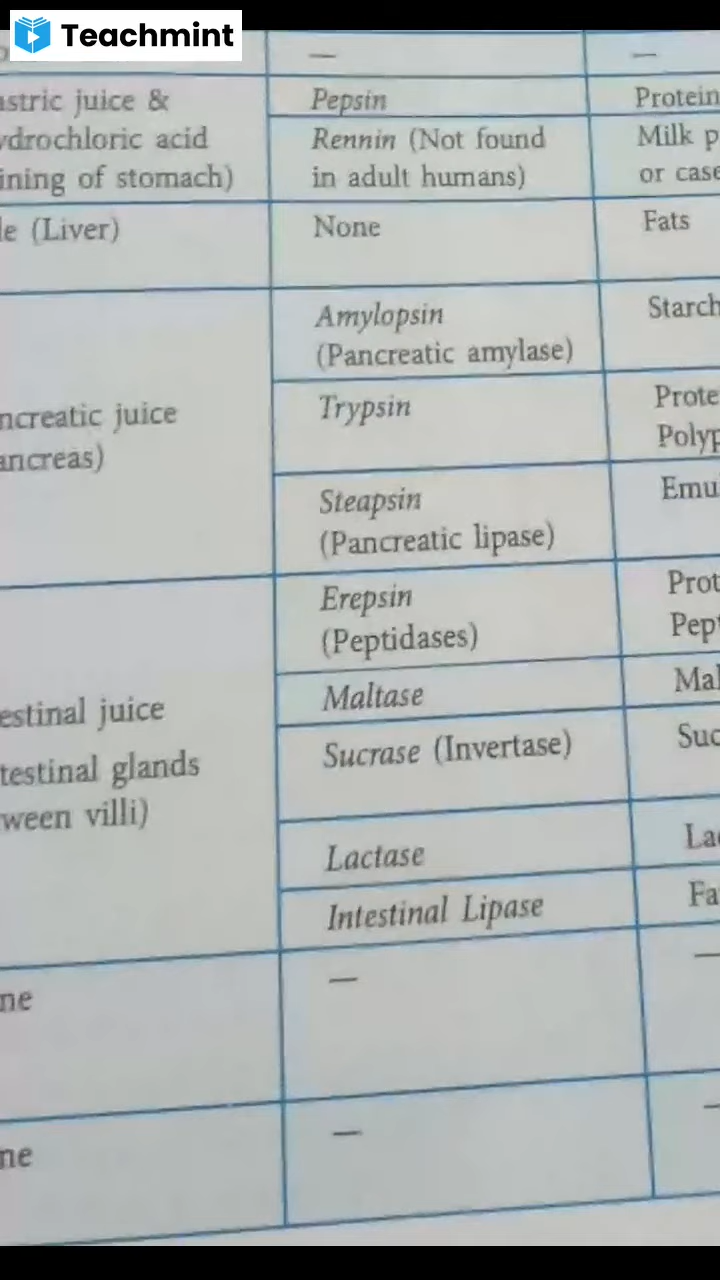 Teachmint
— —
astric juice & Pepsin Protein
ydrochloric acid Rennin (Not found Milk p
ining of stomach) in adult humans) or case
le (Liver) None Fats
Amylopsin Starch
(Pancreatic amylase)
ncreatic juice Trypsin Prote
ancreas) Polyp
Steapsin Emu
(Pancreatic lipase)
Erepsin Prot
(Peptidases) Pept
Maltase Mal
estinal juice Sucrase (Invertase) Suc
testinal glands
ween villi)
Lactase Lac
Intestinal Lipase Fa
ne — —
ne — –